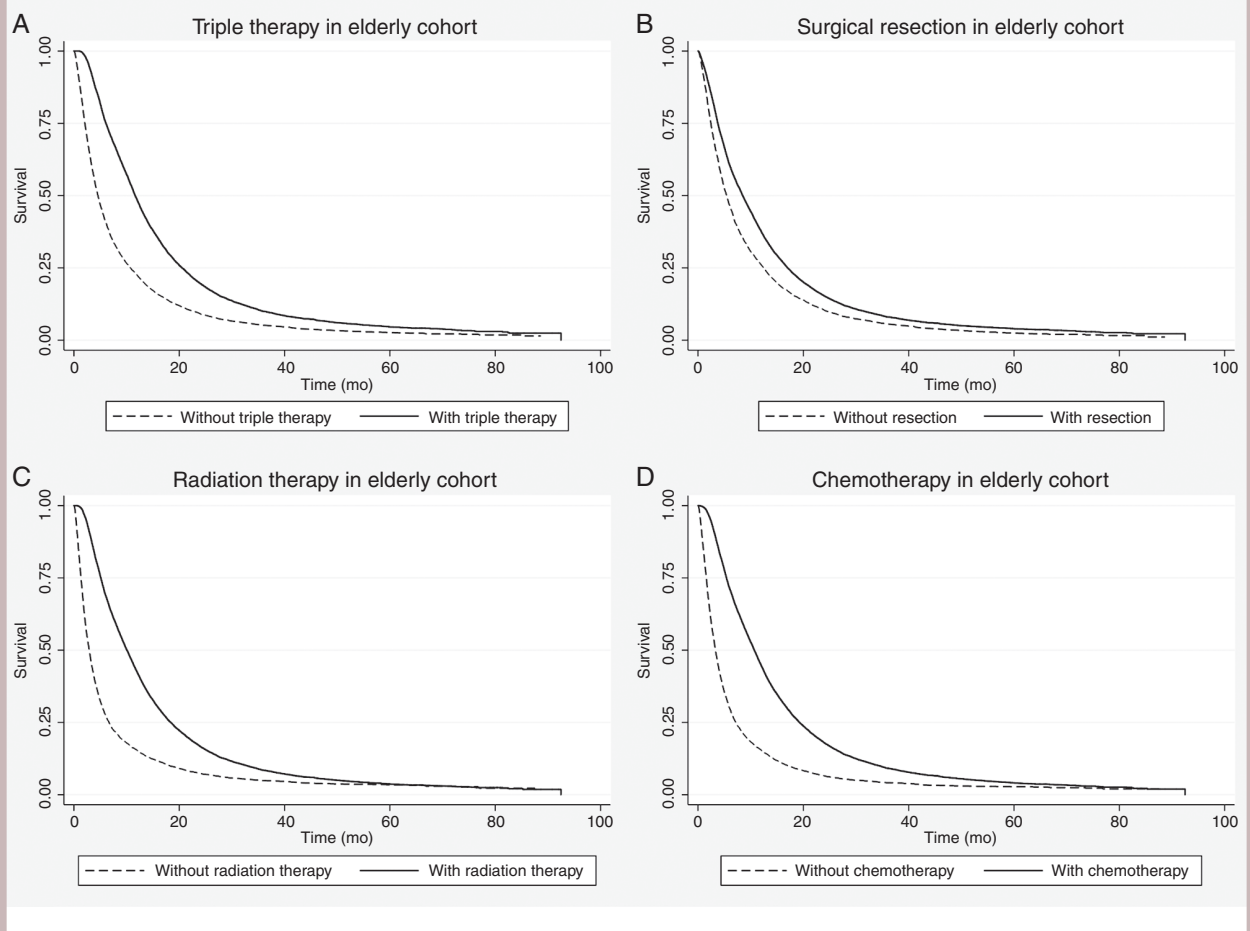 A Triple therapy in elderly cohort
1.00
0.75
0.50
0.25
0.00
Survival
0 20 40 60 80 100
Time (mo)
Without triple therapy With triple therapy
B Surgical resection in elderly cohort
1.00
0.75
0.50
0.25
0.00
Survival
0 20 40 60 80 100
Time (mo)
Without resection With resection
C Radiation therapy in elderly cohort
1.00
0.75
0.50
0.25
0.00
Survival
0 20 40 60 80 100
Time (mo)
Without radiation therapy With radiation therapy
D Chemotherapy in elderly cohort
1.00
0.75
0.50
0.25
0.00
Survival
0 20 40 60 80 100
Time (mo)
Without chemotherapy With chemotherapy